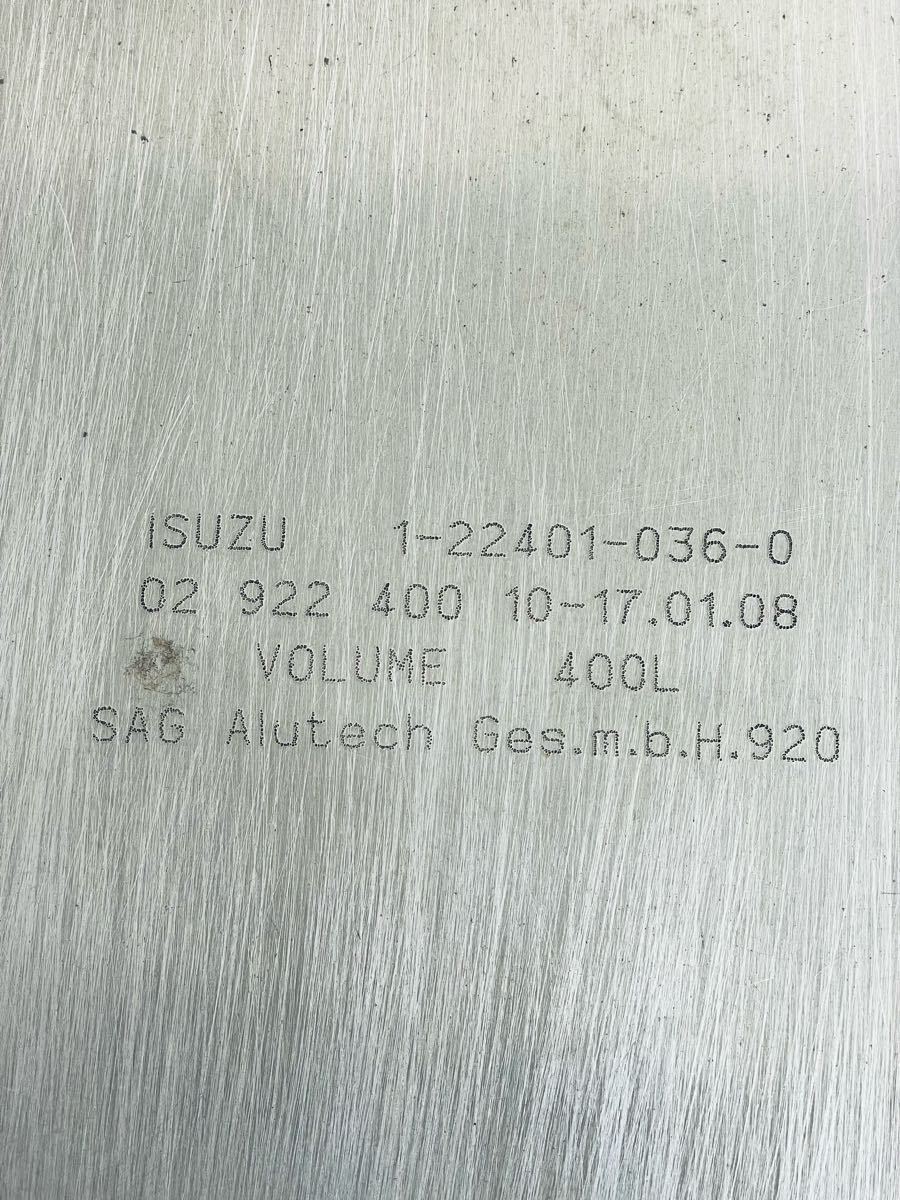 ISUZU 1-22401-036-0
02 922 400 10-17.01.08
VOLUME 400L
SAG Alutech Ges.m.b.H.920